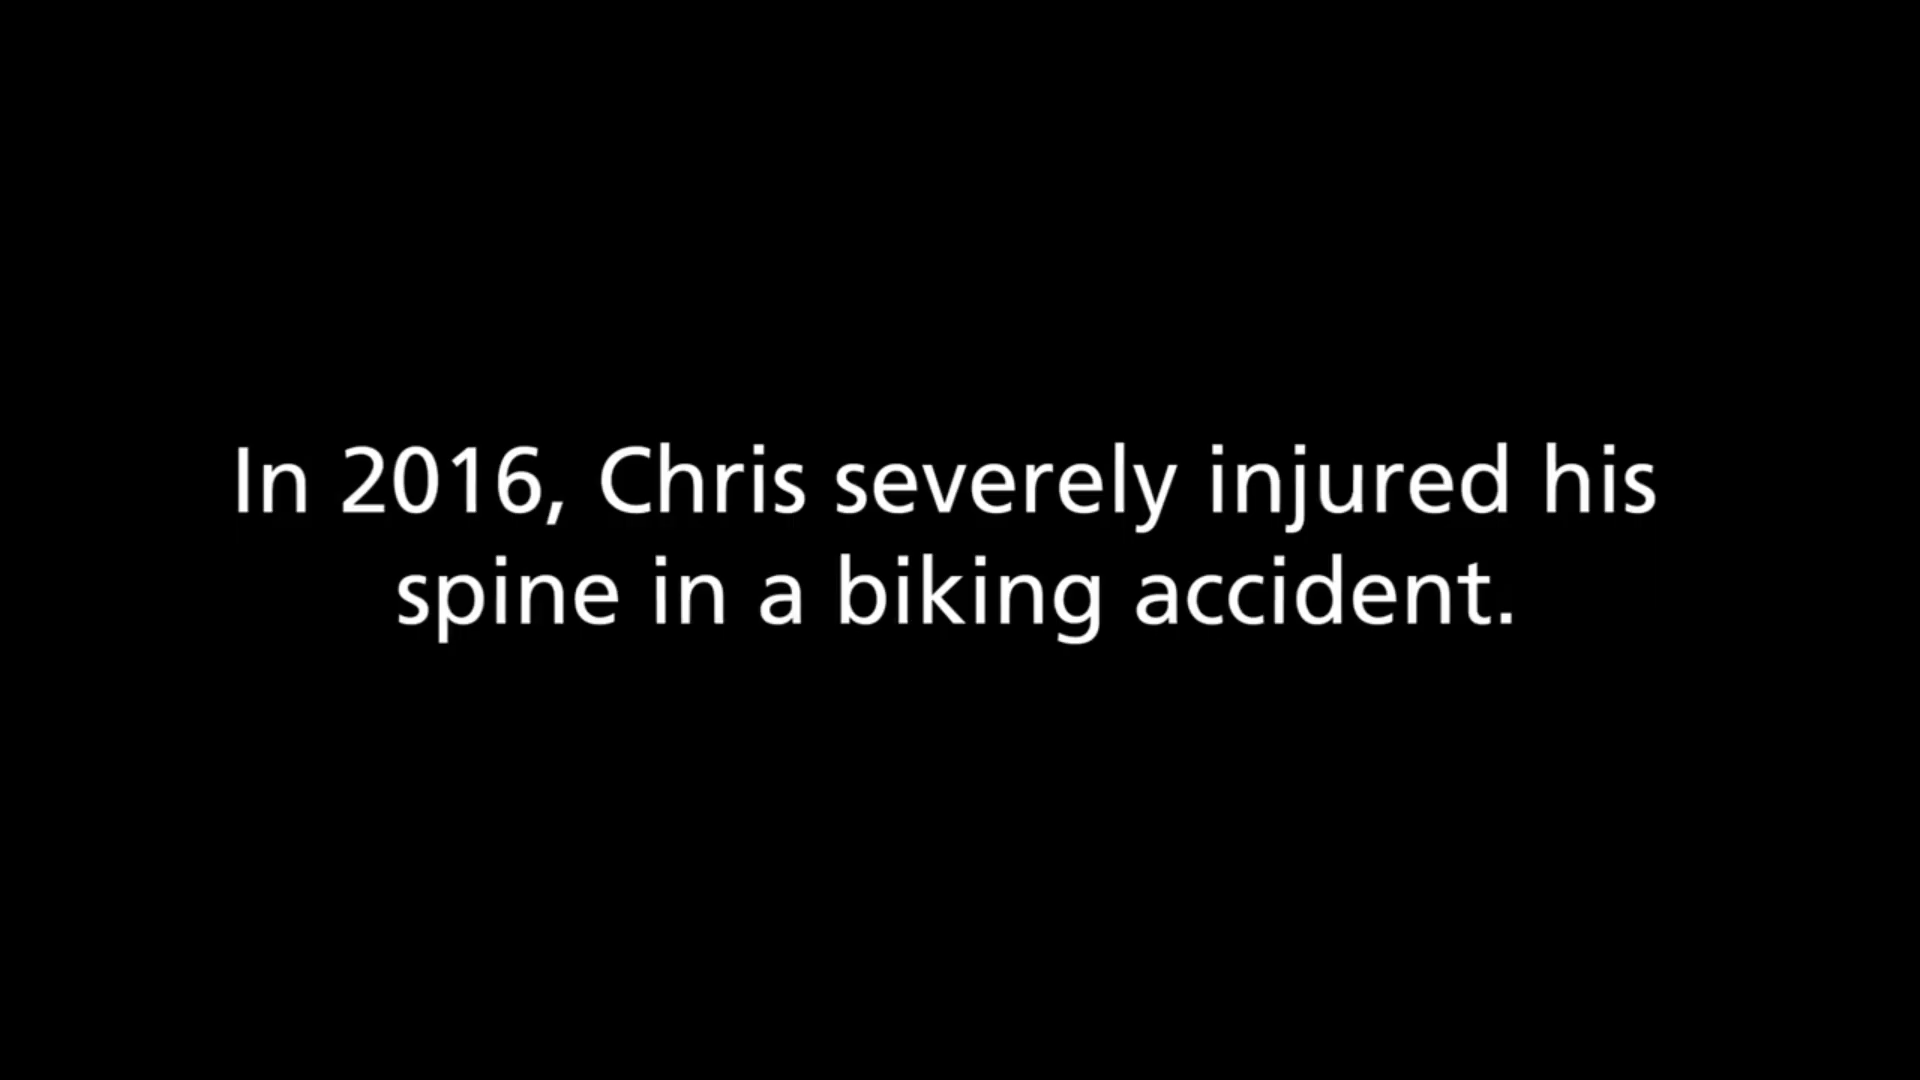 In 2016, Chris severely injured his
spine in a biking accident.